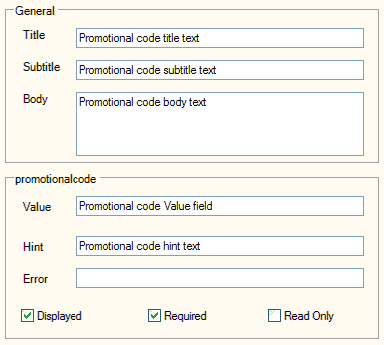 General
Title Promotional code title text
Subtitle Promotional code subtitle text
Body Promotional code body text
promotionalcode
Value Promotional code Value field
Hint Promotional code hint text
Error
Displayed Required Read Only